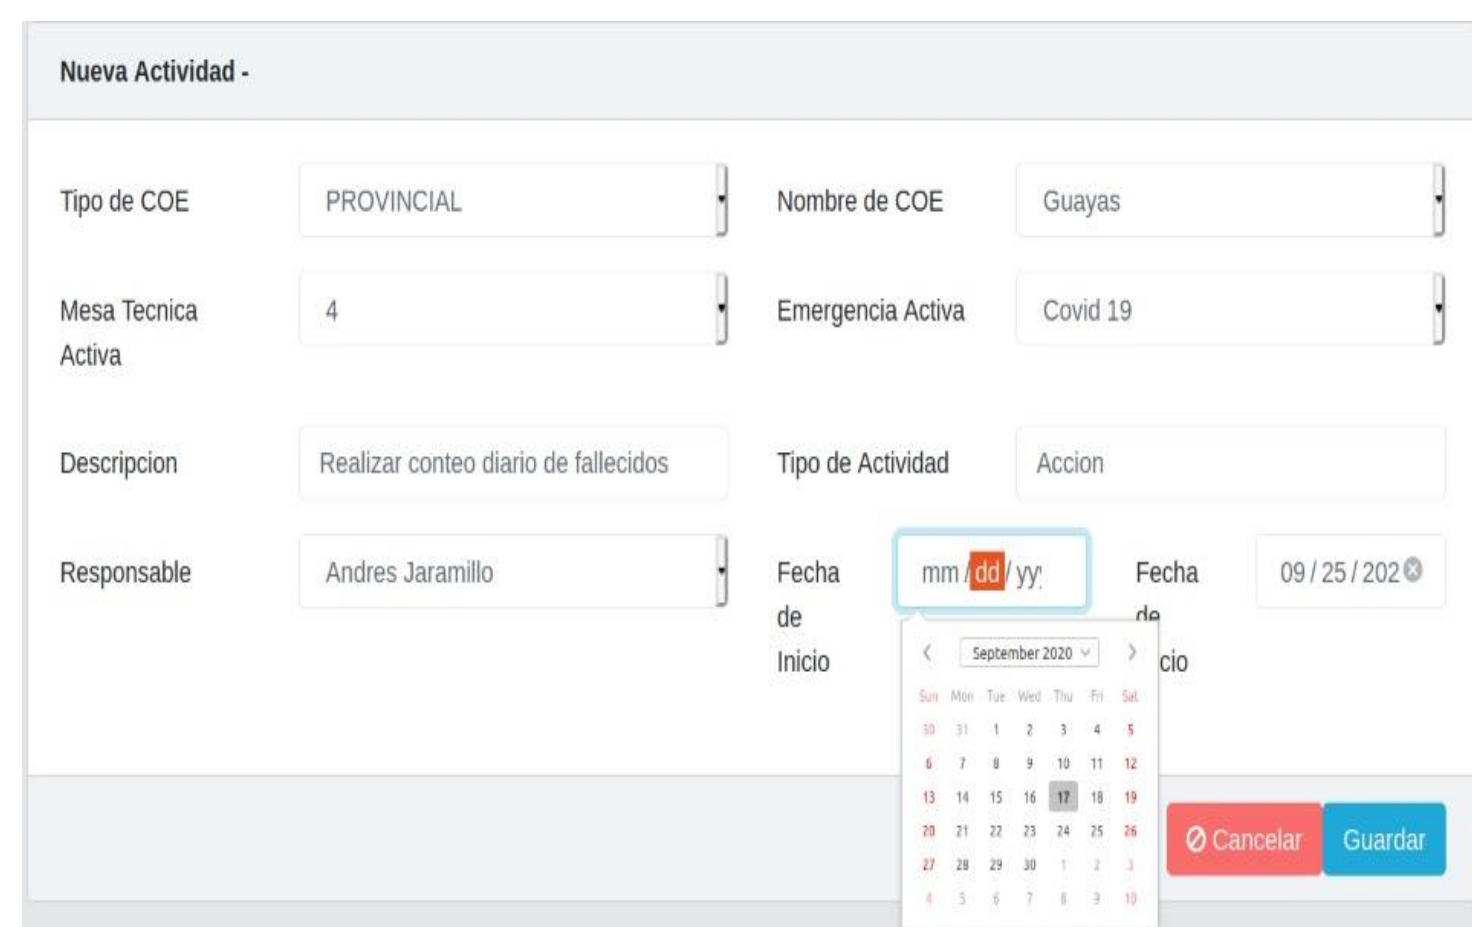 Nueva Actividad -
Tipo de COE PROVINCIAL Nombre de COE Guayas
Mesa Tecnica 4 Emergencia Activa Covid 19
Activa
Descripcion Realizar conteo diario de fallecidos Tipo de Actividad Accion
Responsable Andres Jaramillo Fecha mm / dd / yy Fecha 09 / 25 / 202
de de
Inicio cio
September 2020
Sun Mon Tue Wed Thu Fri Sat
30 31 1 2 3 4 5
6 7 8 9 10 11 12
13 14 15 16 17 18 19
20 21 22 23 24 25 26
27 28 29 30 1 2 3
4 5 6 7 8 9 10
Cancelar Guardar